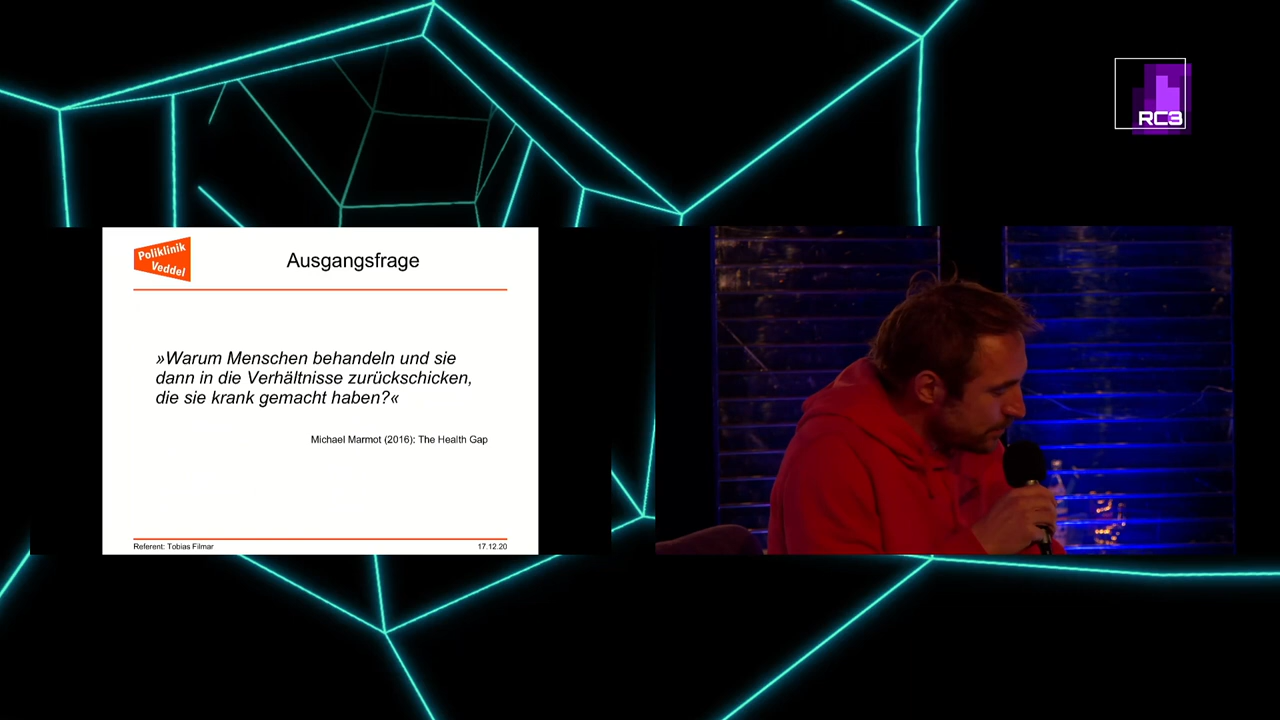 RC3
Poliklinik
Veddel
Ausgangsfrage
»Warum Menschen behandeln und sie
dann in die Verhältnisse zurückschicken,
die sie krank gemacht haben?«
Michael Marmot (2016): The Health Gap
Referent: Tobias Filmar
17.12.20